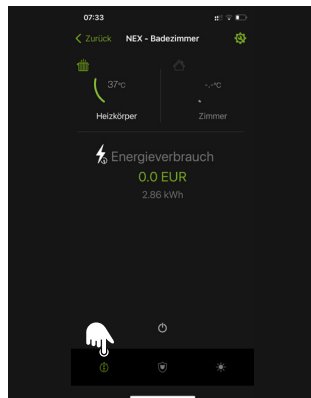 07:33
Zurück NEX - Badezimmer
37°C
-.-°C
Heizkörper Zimmer
Energieverbrauch
0.0 EUR
2.86 kWh